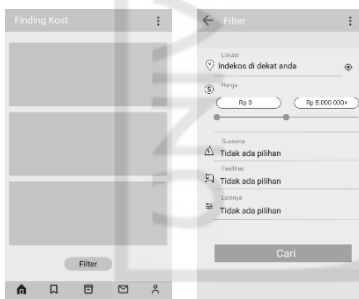 Finding Kost
Filter
Filter
Lokasi
Indekos di dekat anda
Harga
Rp 0
Rp 5.000.000+
Suasana
Tidak ada pilihan
Fasilitas
Tidak ada pilihan
Lainnya
Tidak ada pilihan
Cari